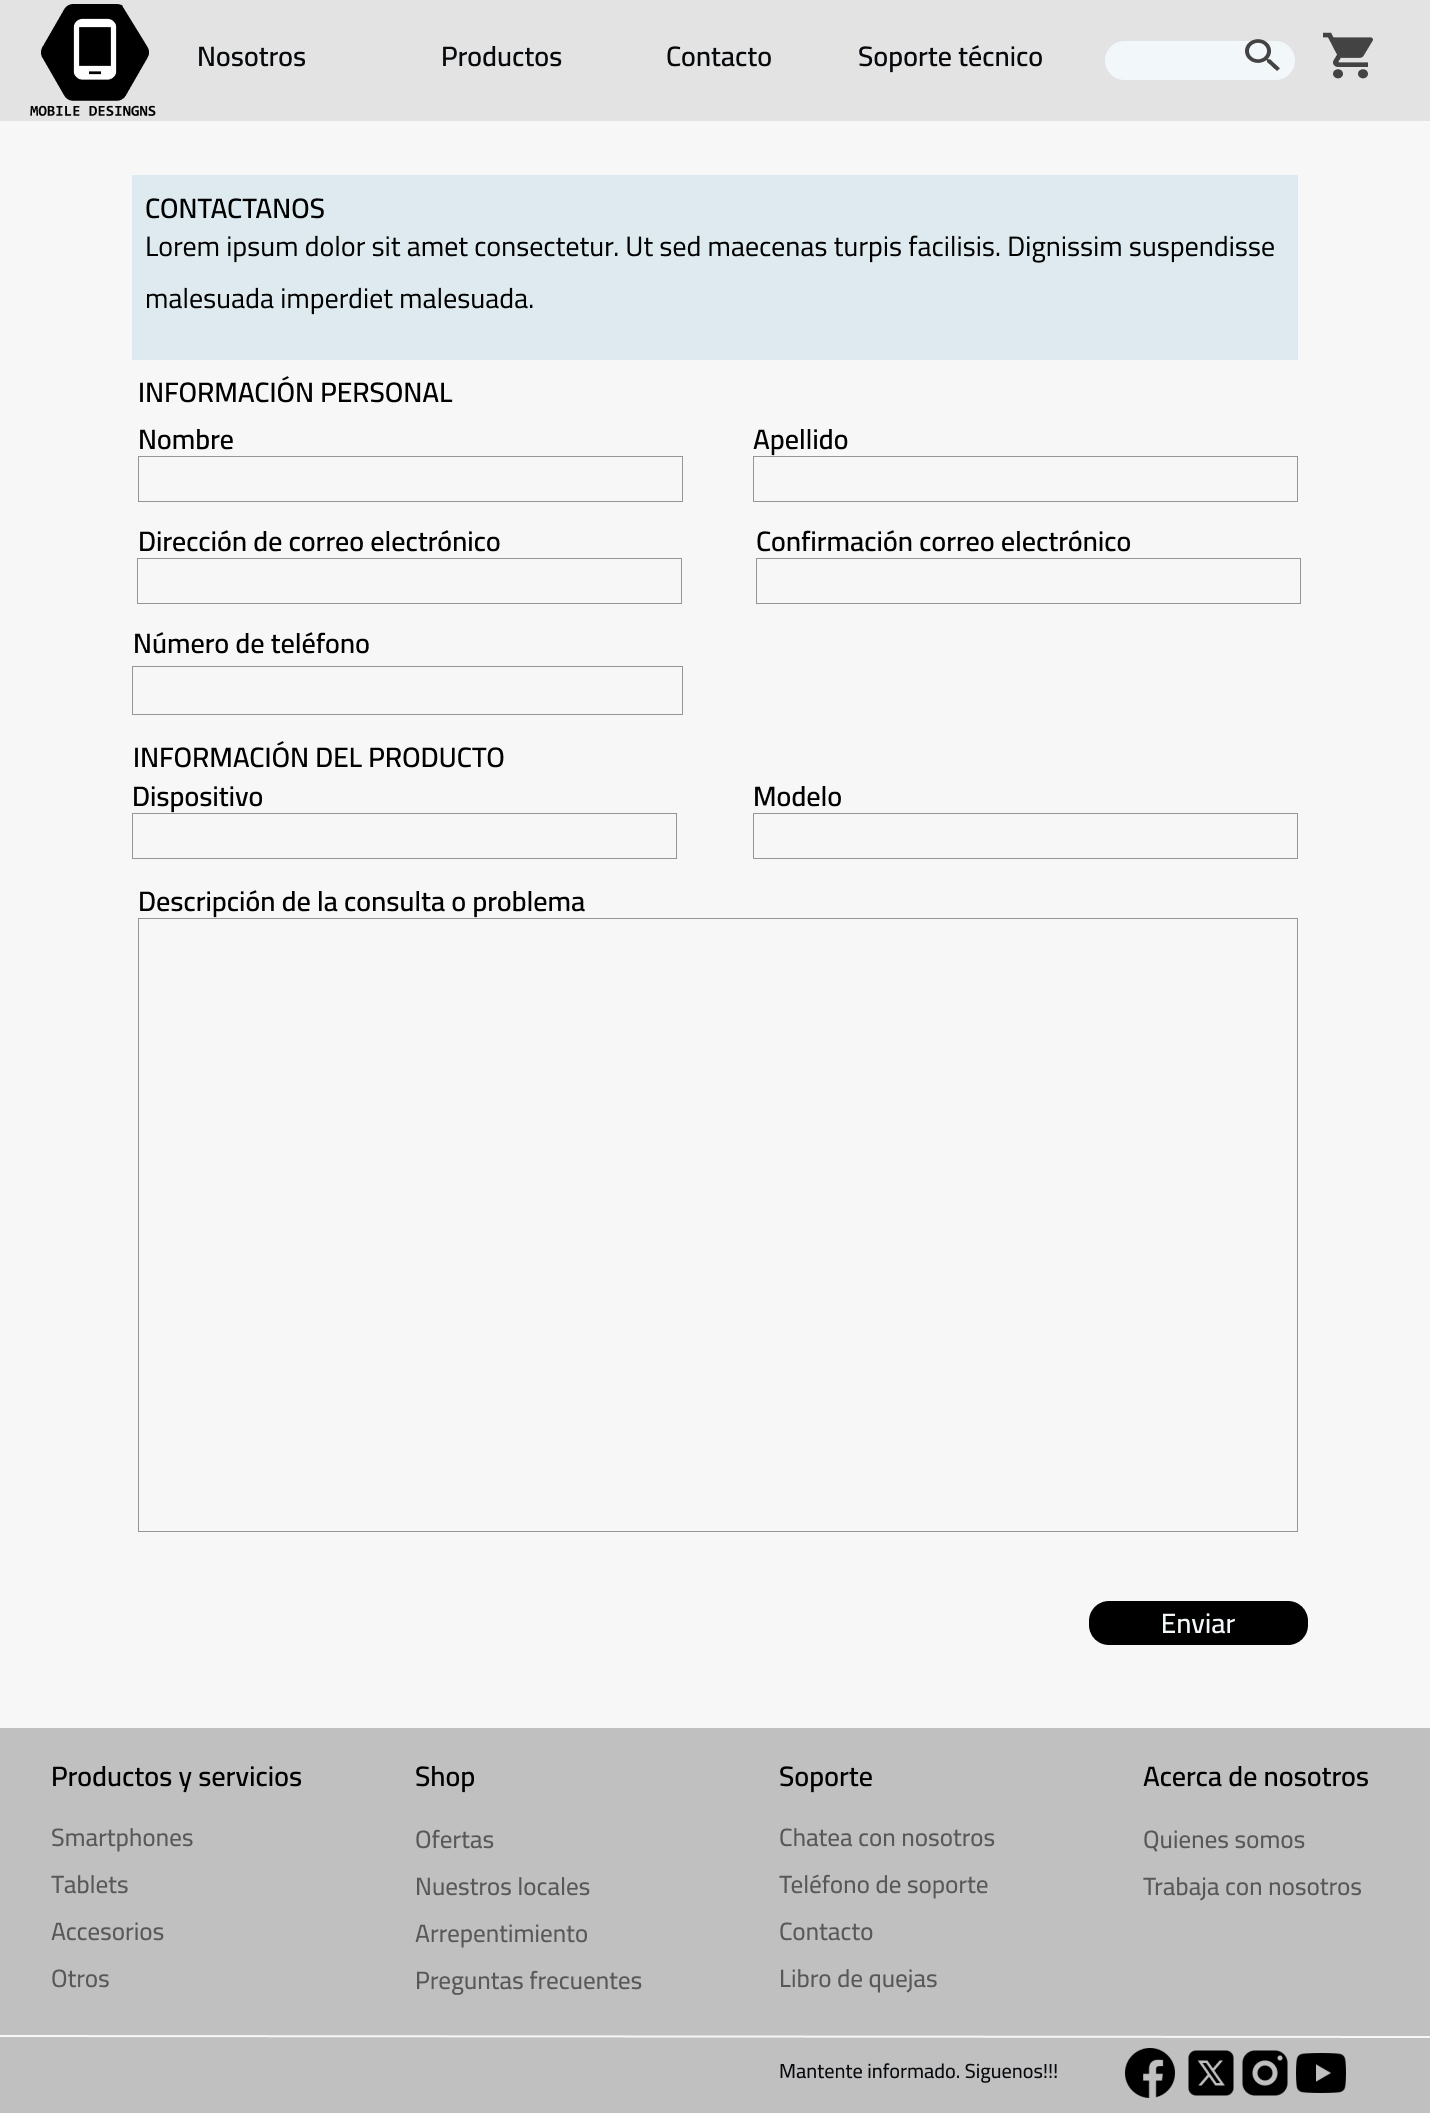 MOBILE DESINGNS
Nosotros
Productos
Contacto
Soporte técnico
CONTACTANOS
Lorem ipsum dolor sit amet consectetur. Ut sed maecenas turpis facilisis. Dignissim suspendisse
malesuada imperdiet malesuada.
INFORMACIÓN PERSONAL
Nombre
Apellido
Dirección de correo electrónico
Confirmación correo electrónico
Número de teléfono
INFORMACIÓN DEL PRODUCTO
Dispositivo
Modelo
Descripción de la consulta o problema
Enviar
Productos y servicios
Smartphones
Tablets
Accesorios
Otros
Shop
Ofertas
Nuestros locales
Arrepentimiento
Preguntas frecuentes
Soporte
Chatea con nosotros
Teléfono de soporte
Contacto
Libro de quejas
Acerca de nosotros
Quienes somos
Trabaja con nosotros
Mantente informado. Siguenos!!!